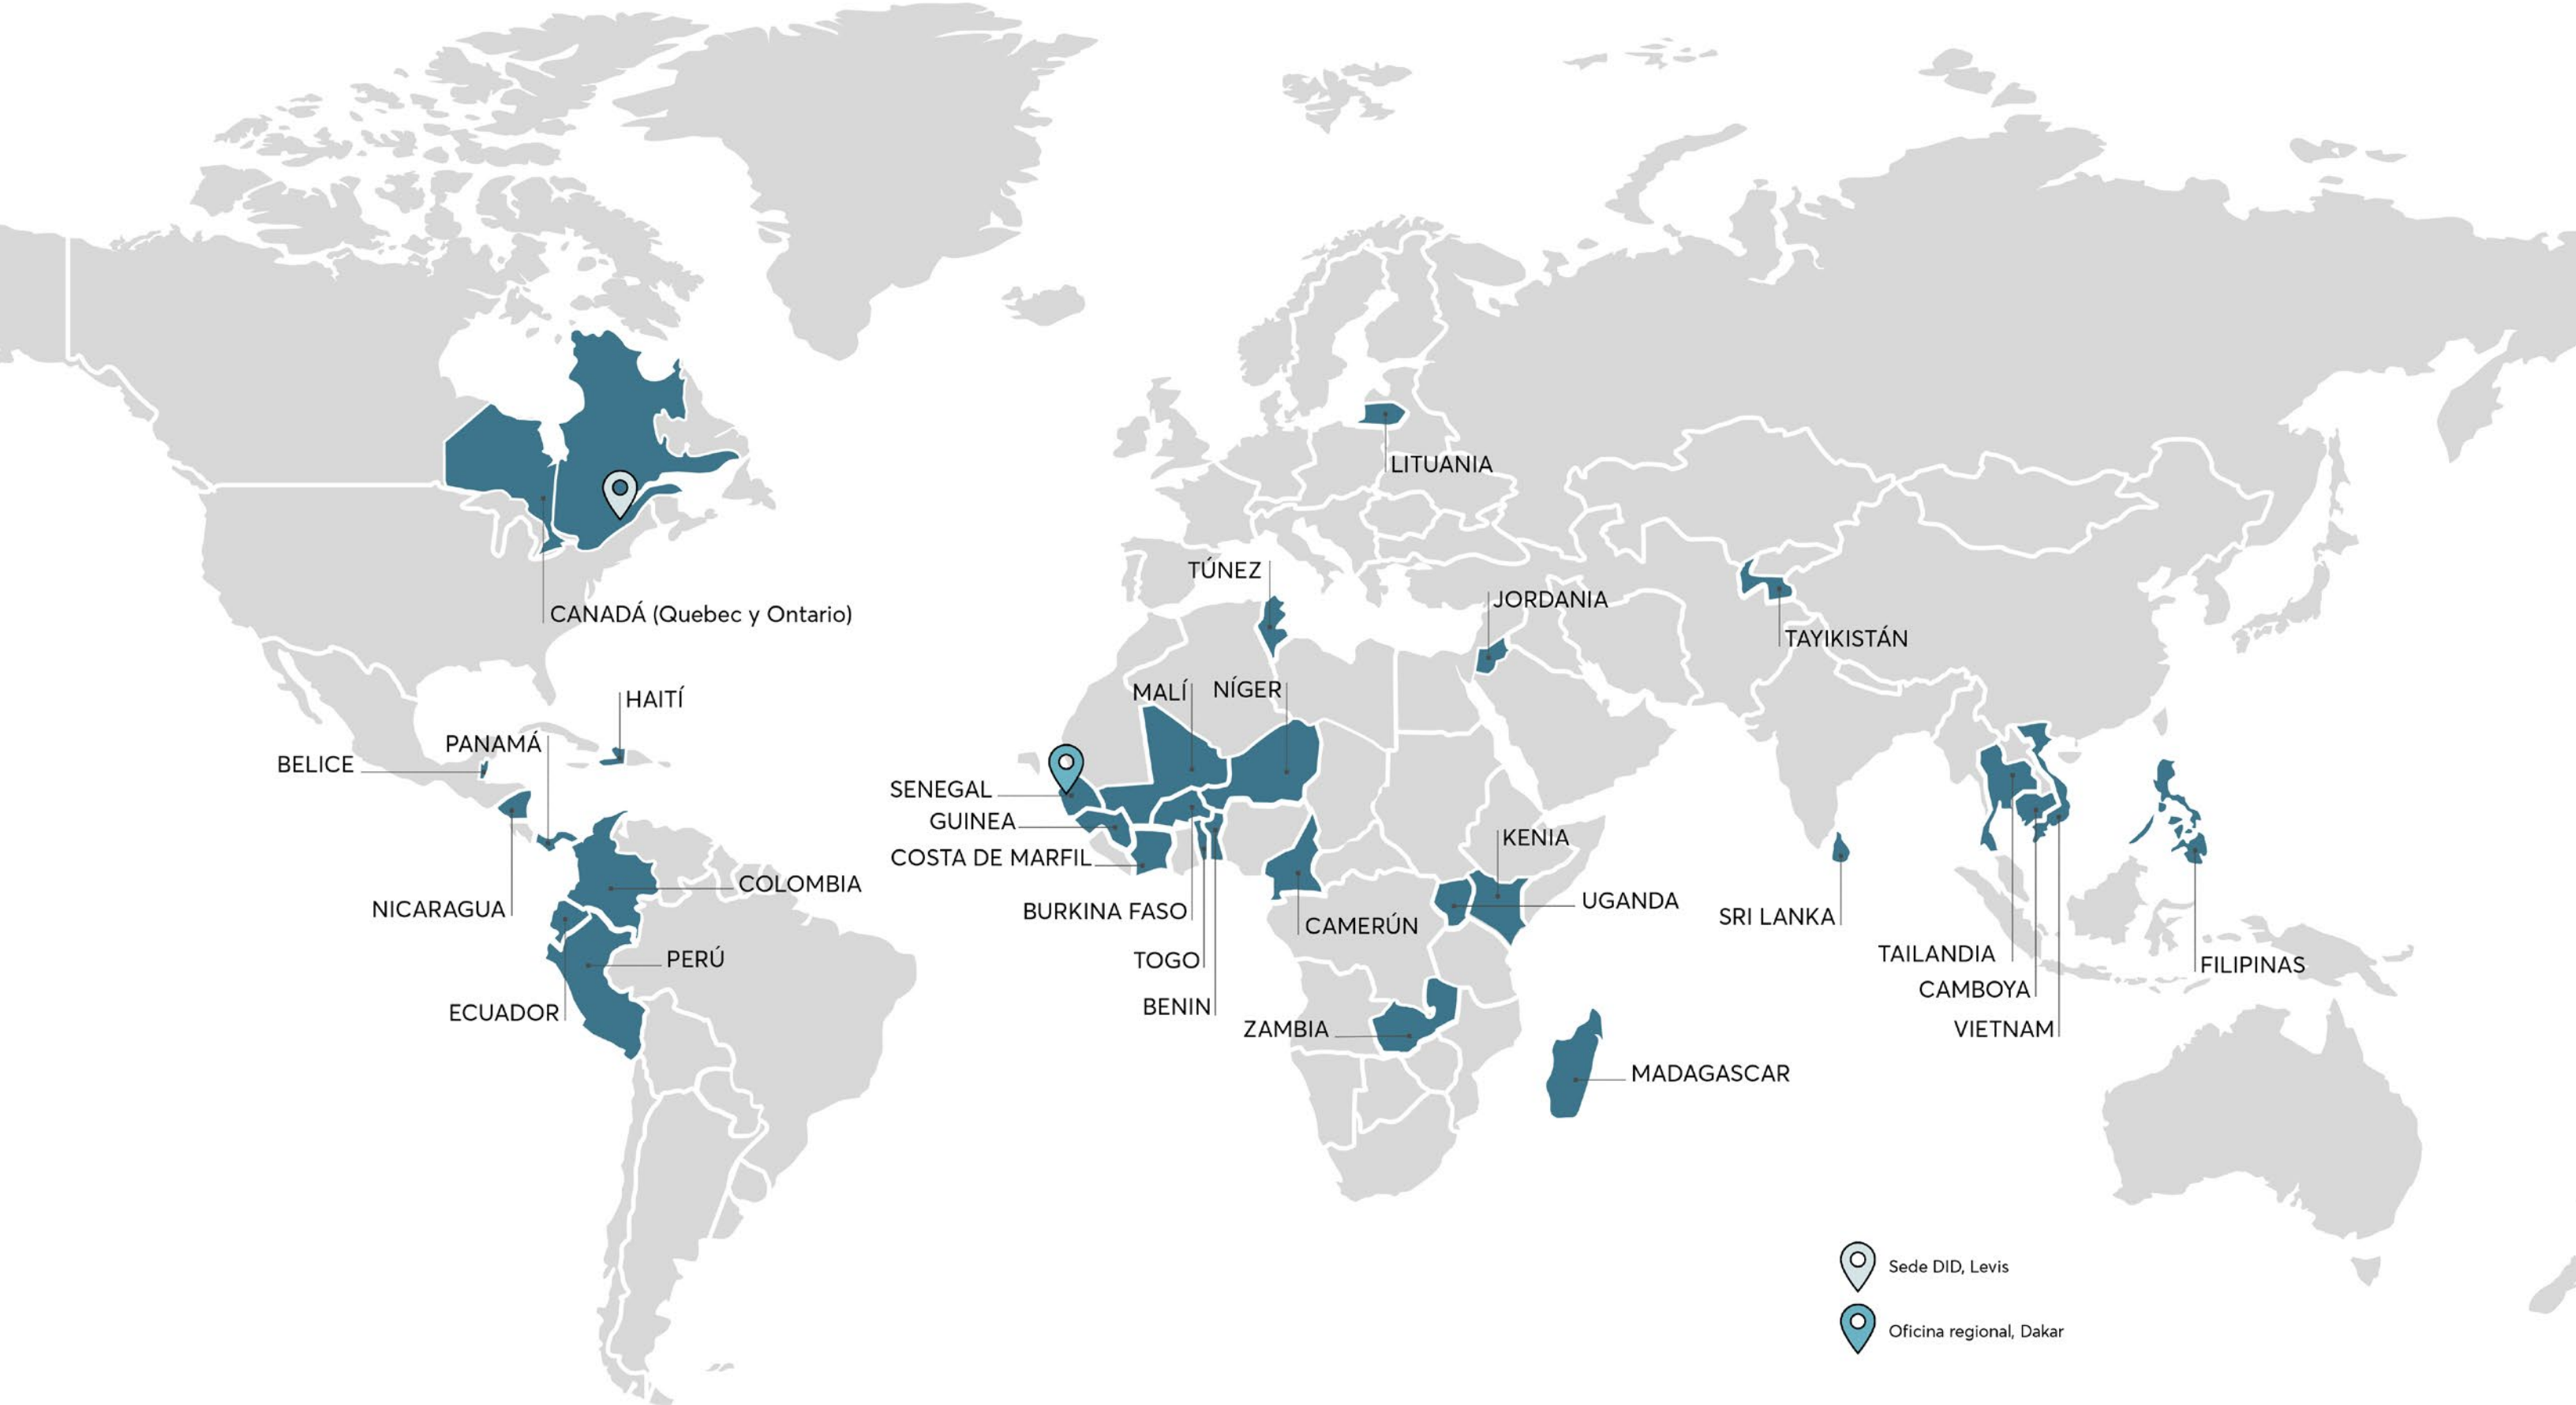 LITUANIA
TÚNEZ
JORDANIA
CANADÁ (Quebec y Ontario)
TAYIKISTÁN
HAITÍ
MALÍ
NÍGER
PANAMÁ
BELICE
SENEGAL
GUINEA
KENIA
COSTA DE MARFIL
COLOMBIA
UGANDA
NICARAGUA
BURKINA FASO
SRI LANKA
CAMERÚN
TAILANDIA
PERÚ
TOGO
FILIPINAS
CAMBOYA
BENIN
ECUADOR
ZAMBIA
VIETNAM
MADAGASCAR
Sede DID, Levis
Oficina regional, Dakar